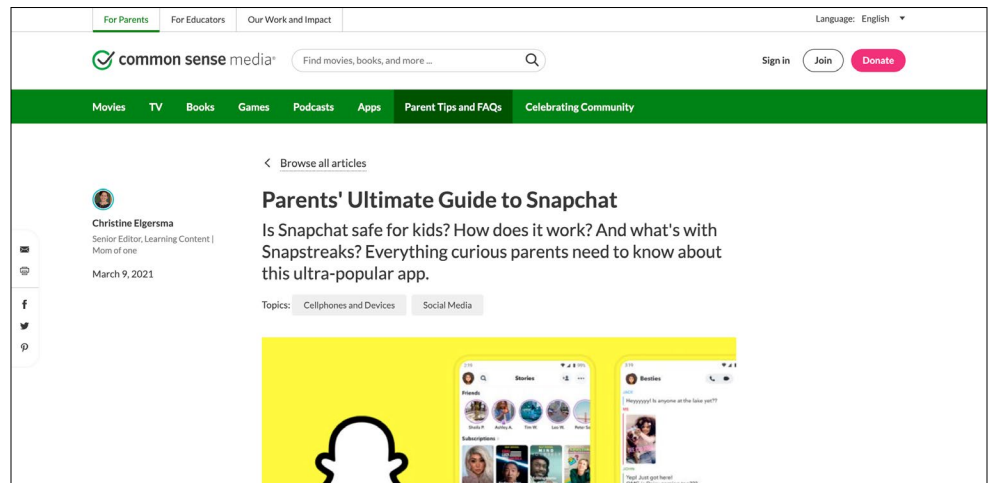 For Parents
For Educators
Our Work and Impact
Language: English
common sense media®
Find movies, books, and more ...
Sign in
Join
Donate
Movies
TV
Books
Games
Podcasts
Apps
Parent Tips and FAQs
Celebrating Community
Browse all articles
Christine Elgersma
Senior Editor, Learning Content |
Mom of one
March 9, 2021
Parents' Ultimate Guide to Snapchat
Is Snapchat safe for kids? How does it work? And what's with
Snapstreaks? Everything curious parents need to know about
this ultra-popular app.
Topics:
Cellphones and Devices
Social Media
Stories
Friends
Sheila P.
Ashley A.
Tim W.
Luis M.
Subscriptions
Besties
Heyyyyyy! Is anyone at the lake yet??
Yep! Just got here!